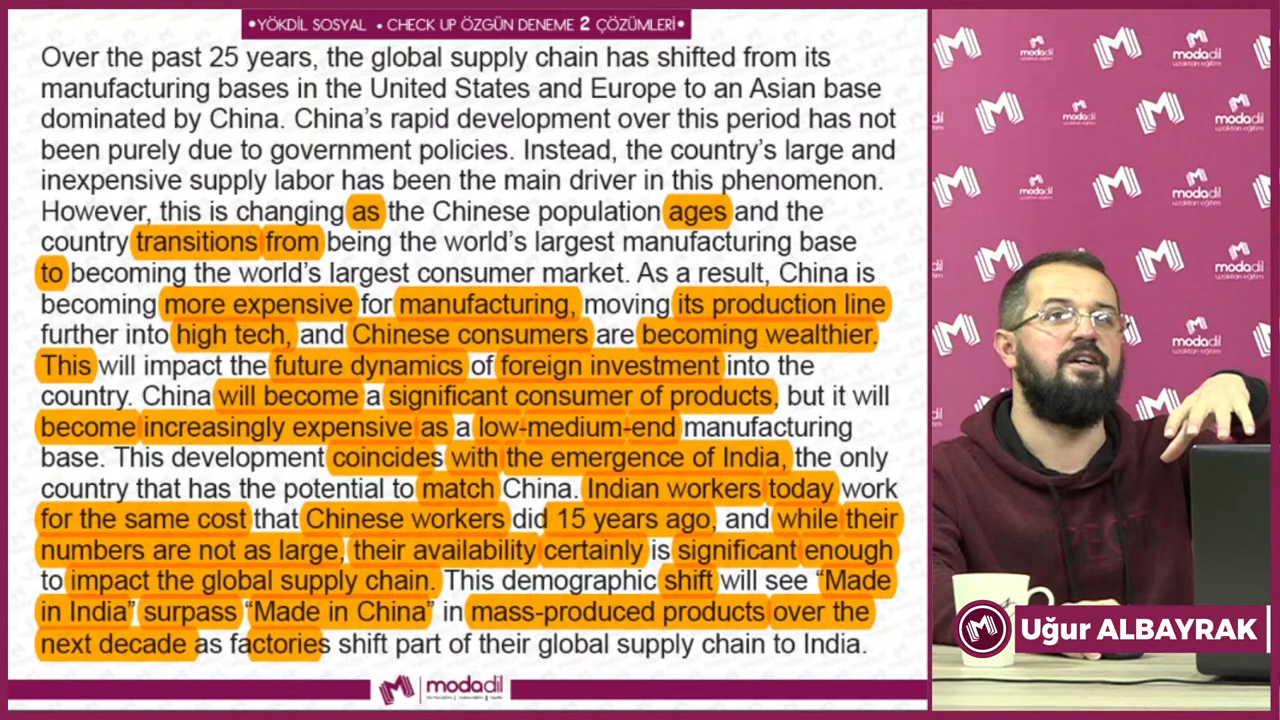 •YÖKDİL SOSYAL • CHECK UP ÖZGÜN DENEME 2 ÇÖZÜMLERİ•
Over the past 25 years, the global supply chain has shifted from its
manufacturing bases in the United States and Europe to an Asian base
dominated by China. China’s rapid development over this period has not
been purely due to government policies. Instead, the country’s large and
inexpensive supply labor has been the main driver in this phenomenon.
However, this is changing as the Chinese population ages and the
country transitions from being the world’s largest manufacturing base
to becoming the world’s largest consumer market. As a result, China is
becoming more expensive for manufacturing, moving its production line
further into high tech, and Chinese consumers are becoming wealthier.
This will impact the future dynamics of foreign investment into the
country. China will become a significant consumer of products, but it will
become increasingly expensive as a low-medium-end manufacturing
base. This development coincides with the emergence of India, the only
country that has the potential to match China. Indian workers today work
for the same cost that Chinese workers did 15 years ago, and while their
numbers are not as large, their availability certainly is significant enough
to impact the global supply chain. This demographic shift will see “Made
in India” surpass “Made in China” in mass-produced products over the
next decade as factories shift part of their global supply chain to India.
modadil
modadil
uzaktan eğitim
Uğur ALBAYRAK